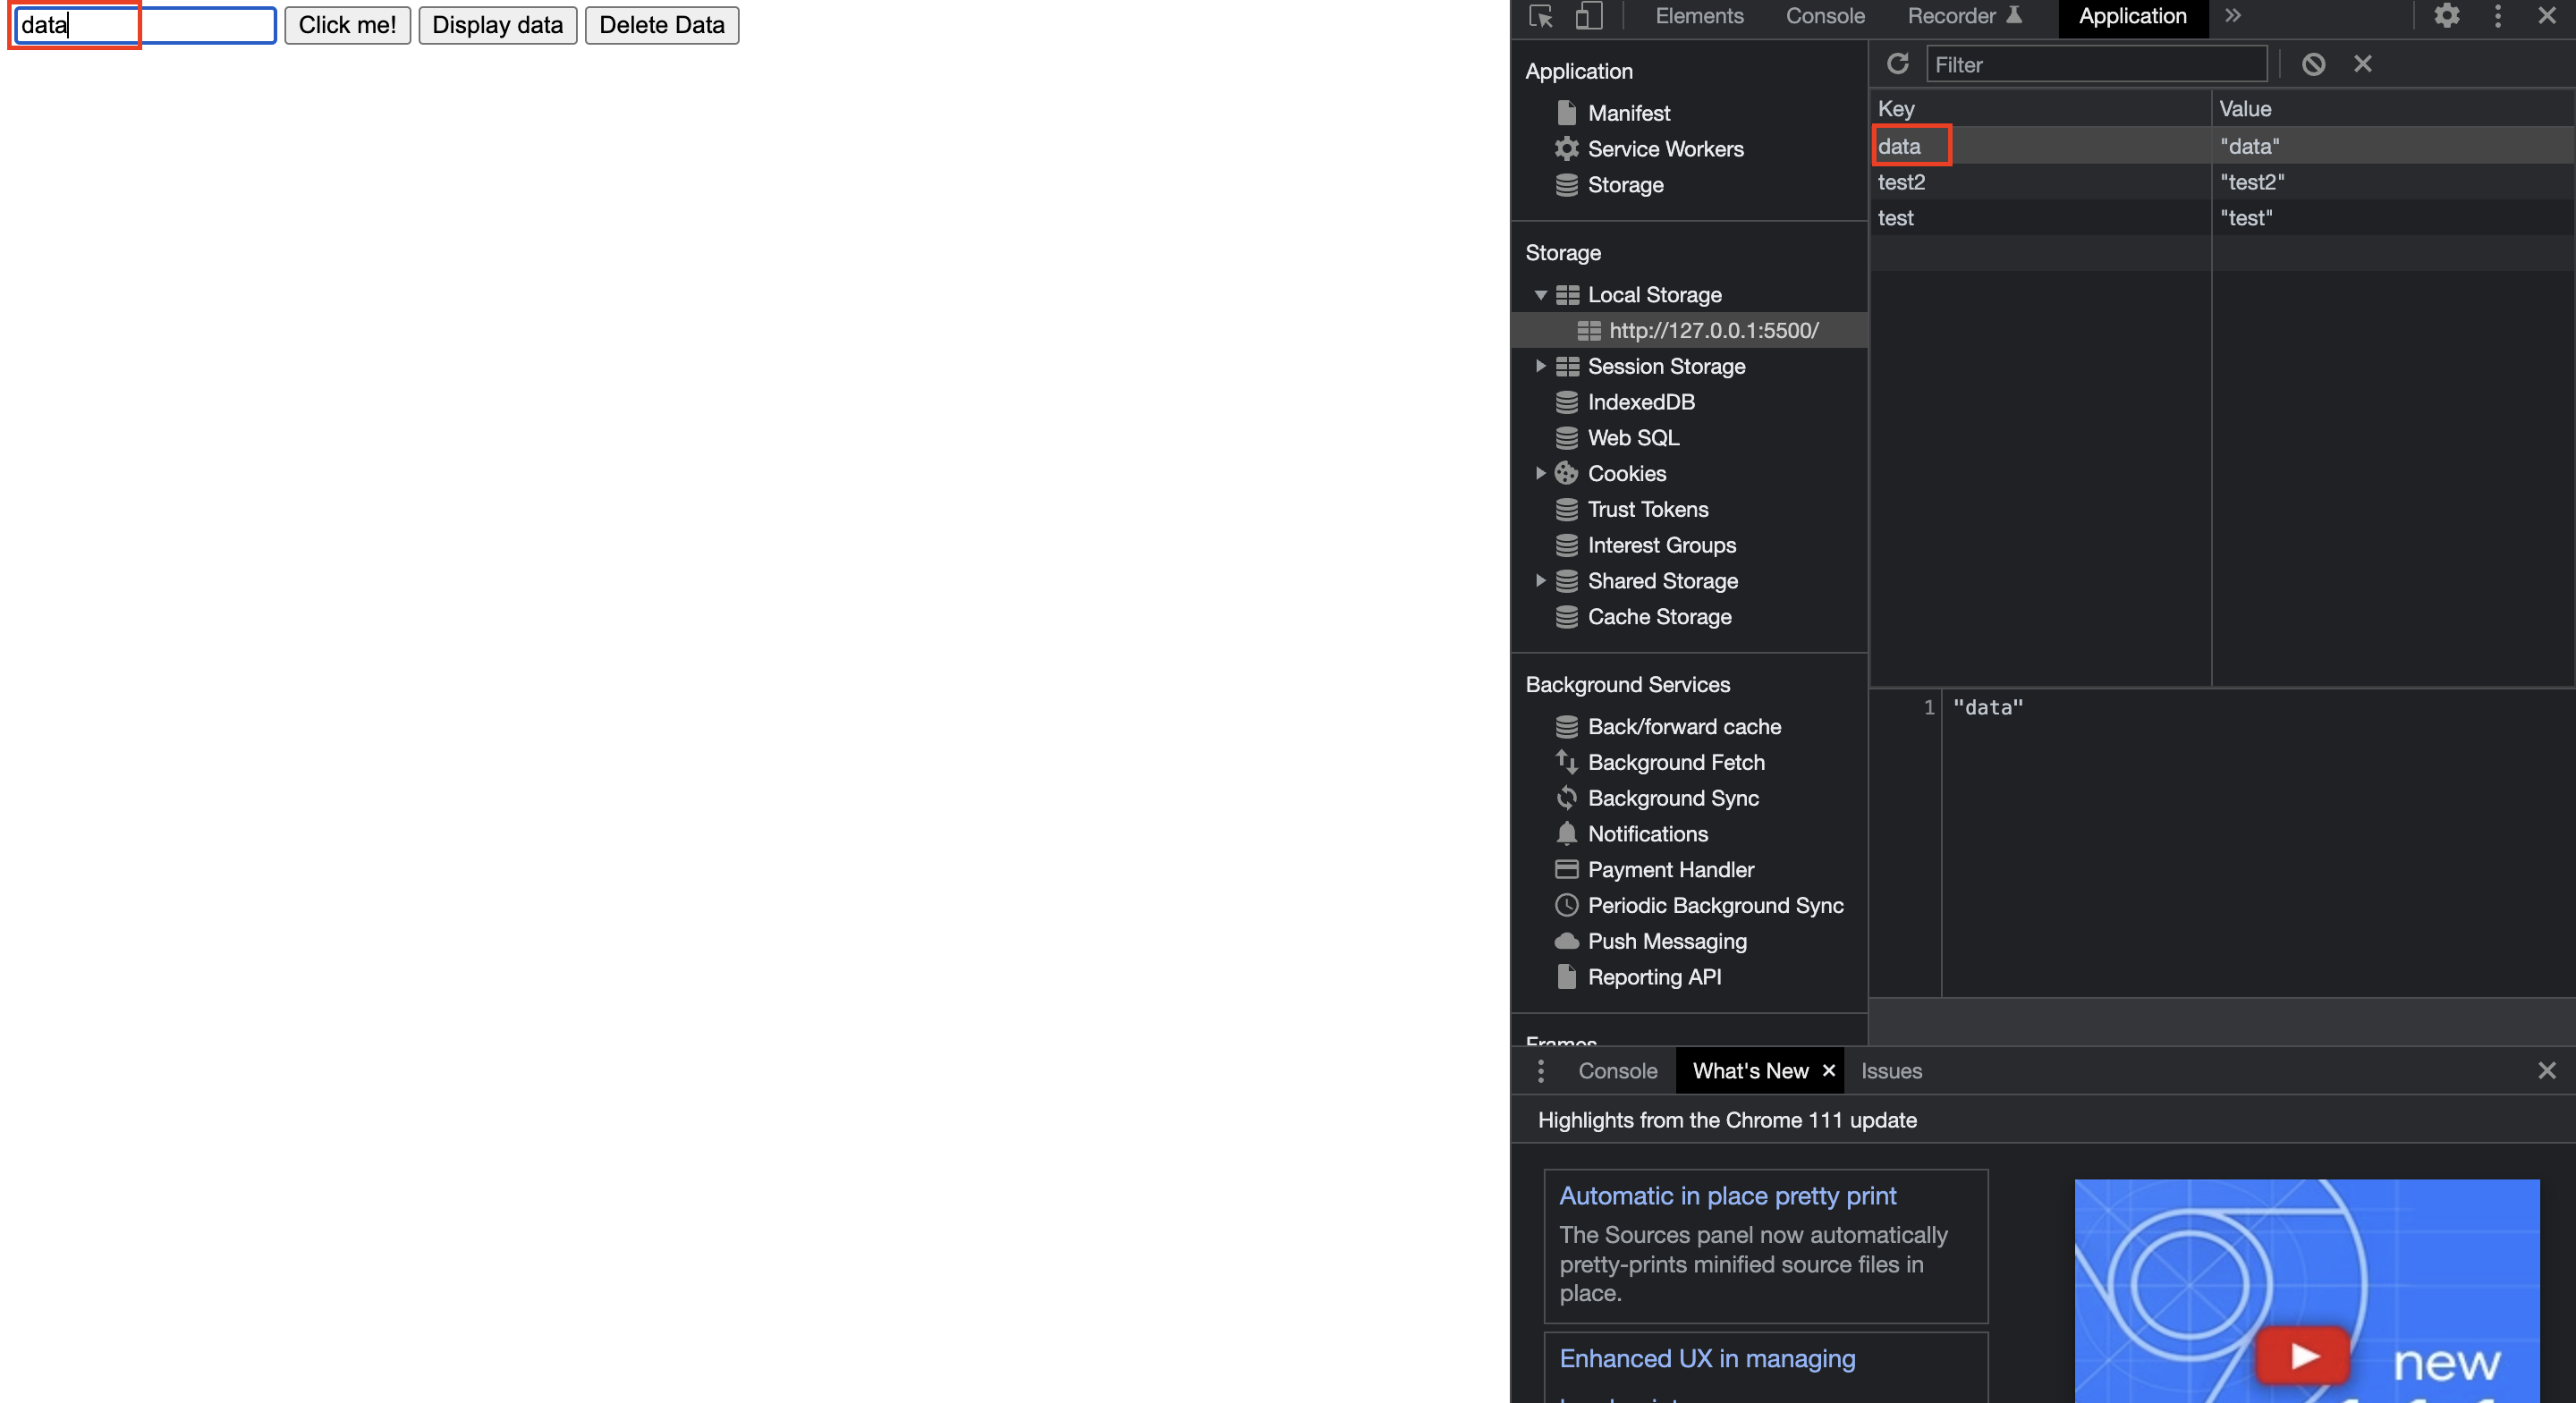 data Click me! Display data Delete Data
Elements Console Recorder Application
Application
Manifest
Service Workers
Storage
Storage
Local Storage
http://127.0.0.1:5500/
Session Storage
IndexedDB
Web SQL
Cookies
Trust Tokens
Interest Groups
Shared Storage
Cache Storage
Background Services
Back/forward cache
Background Fetch
Background Sync
Notifications
Payment Handler
Periodic Background Sync
Push Messaging
Reporting API
Frames
Filter
Key Value
data "data"
test2 "test2"
test "test"
1 "data"
Console What's New Issues
Highlights from the Chrome 111 update
Automatic in place pretty print
The Sources panel now automatically
pretty-prints minified source files in
place.
Enhanced UX in managing
new